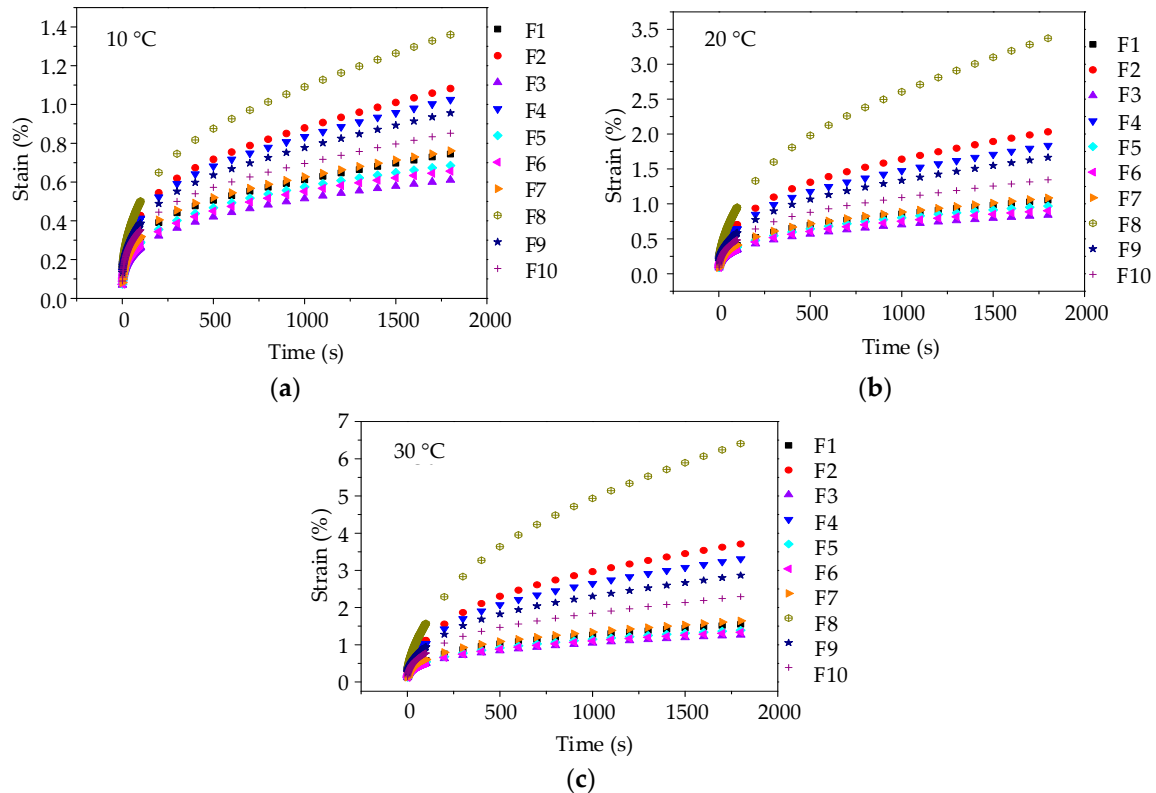 10 °C
Stain (%)
1.4
1.2
1.0
0.8
0.6
0.4
0.2
0.0
0
500
1000
1500
2000
Time (s)
F1
F2
F3
F4
F5
F6
F7
F8
F9
F10
(a)
20 °C
Strain (%)
3.5
3.0
2.5
2.0
1.5
1.0
0.5
0.0
0
500
1000
1500
2000
Time (s)
F1
F2
F3
F4
F5
F6
F7
F8
F9
F10
(b)
30 °C
Strain (%)
7
6
5
4
3
2
1
0
0
500
1000
1500
2000
Time (s)
F1
F2
F3
F4
F5
F6
F7
F8
F9
F10
(c)